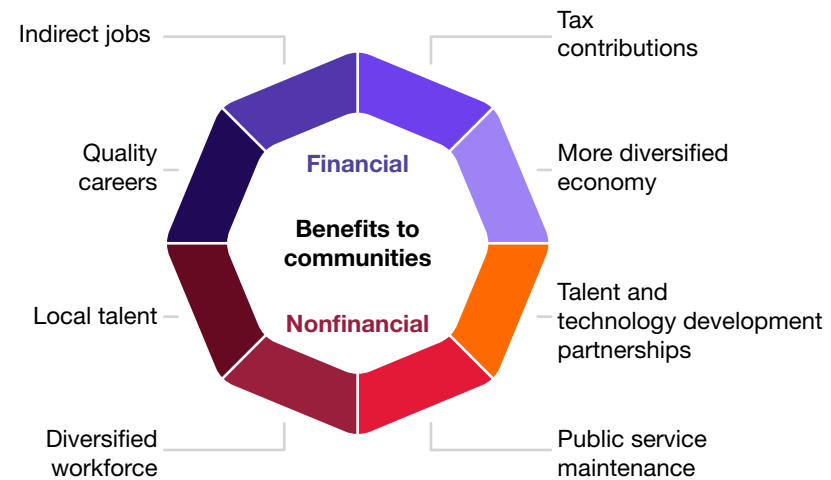 Indirect jobs
Tax
contributions
Quality
careers
More diversified
economy
Financial
Benefits to
communities
Nonfinancial
Local talent
Talent and
technology development
partnerships
Diversified
workforce
Public service
maintenance